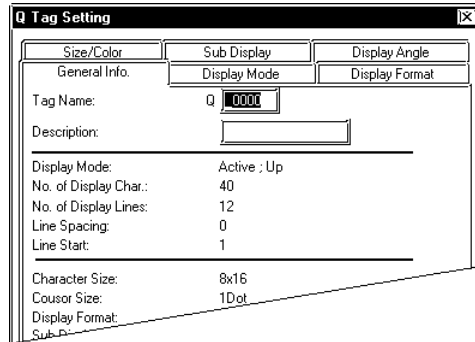 Q Tag Setting
Size/Color Sub Display Display Angle
General Info. Display Mode Display Format
Tag Name: Q 0000
Description:
Display Mode: Active ; Up
No. of Display Char.: 40
No. of Display Lines: 12
Line Spacing: 0
Line Start: 1
Character Size: 8x16
Cousor Size: 1Dot
Display Format:
Sub